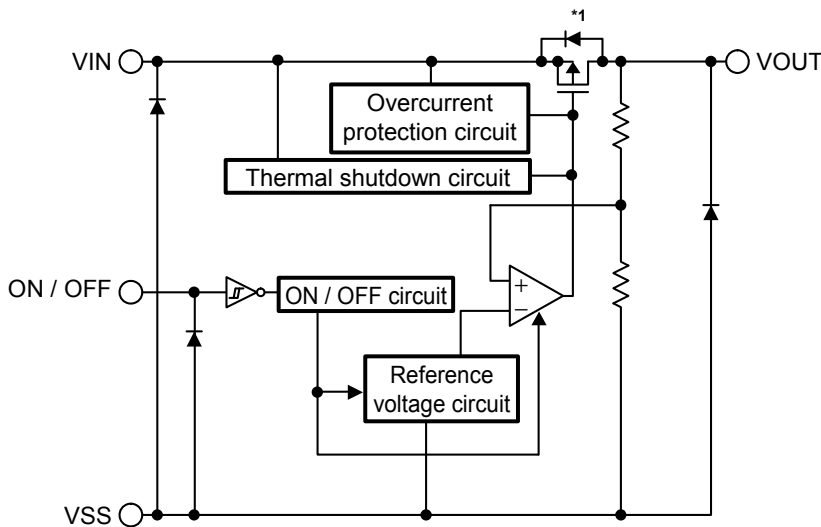 *1
VIN
VOUT
Overcurrent
protection circuit
Thermal shutdown circuit
ON / OFF
ON / OFF circuit
+
−
Reference
voltage circuit
VSS